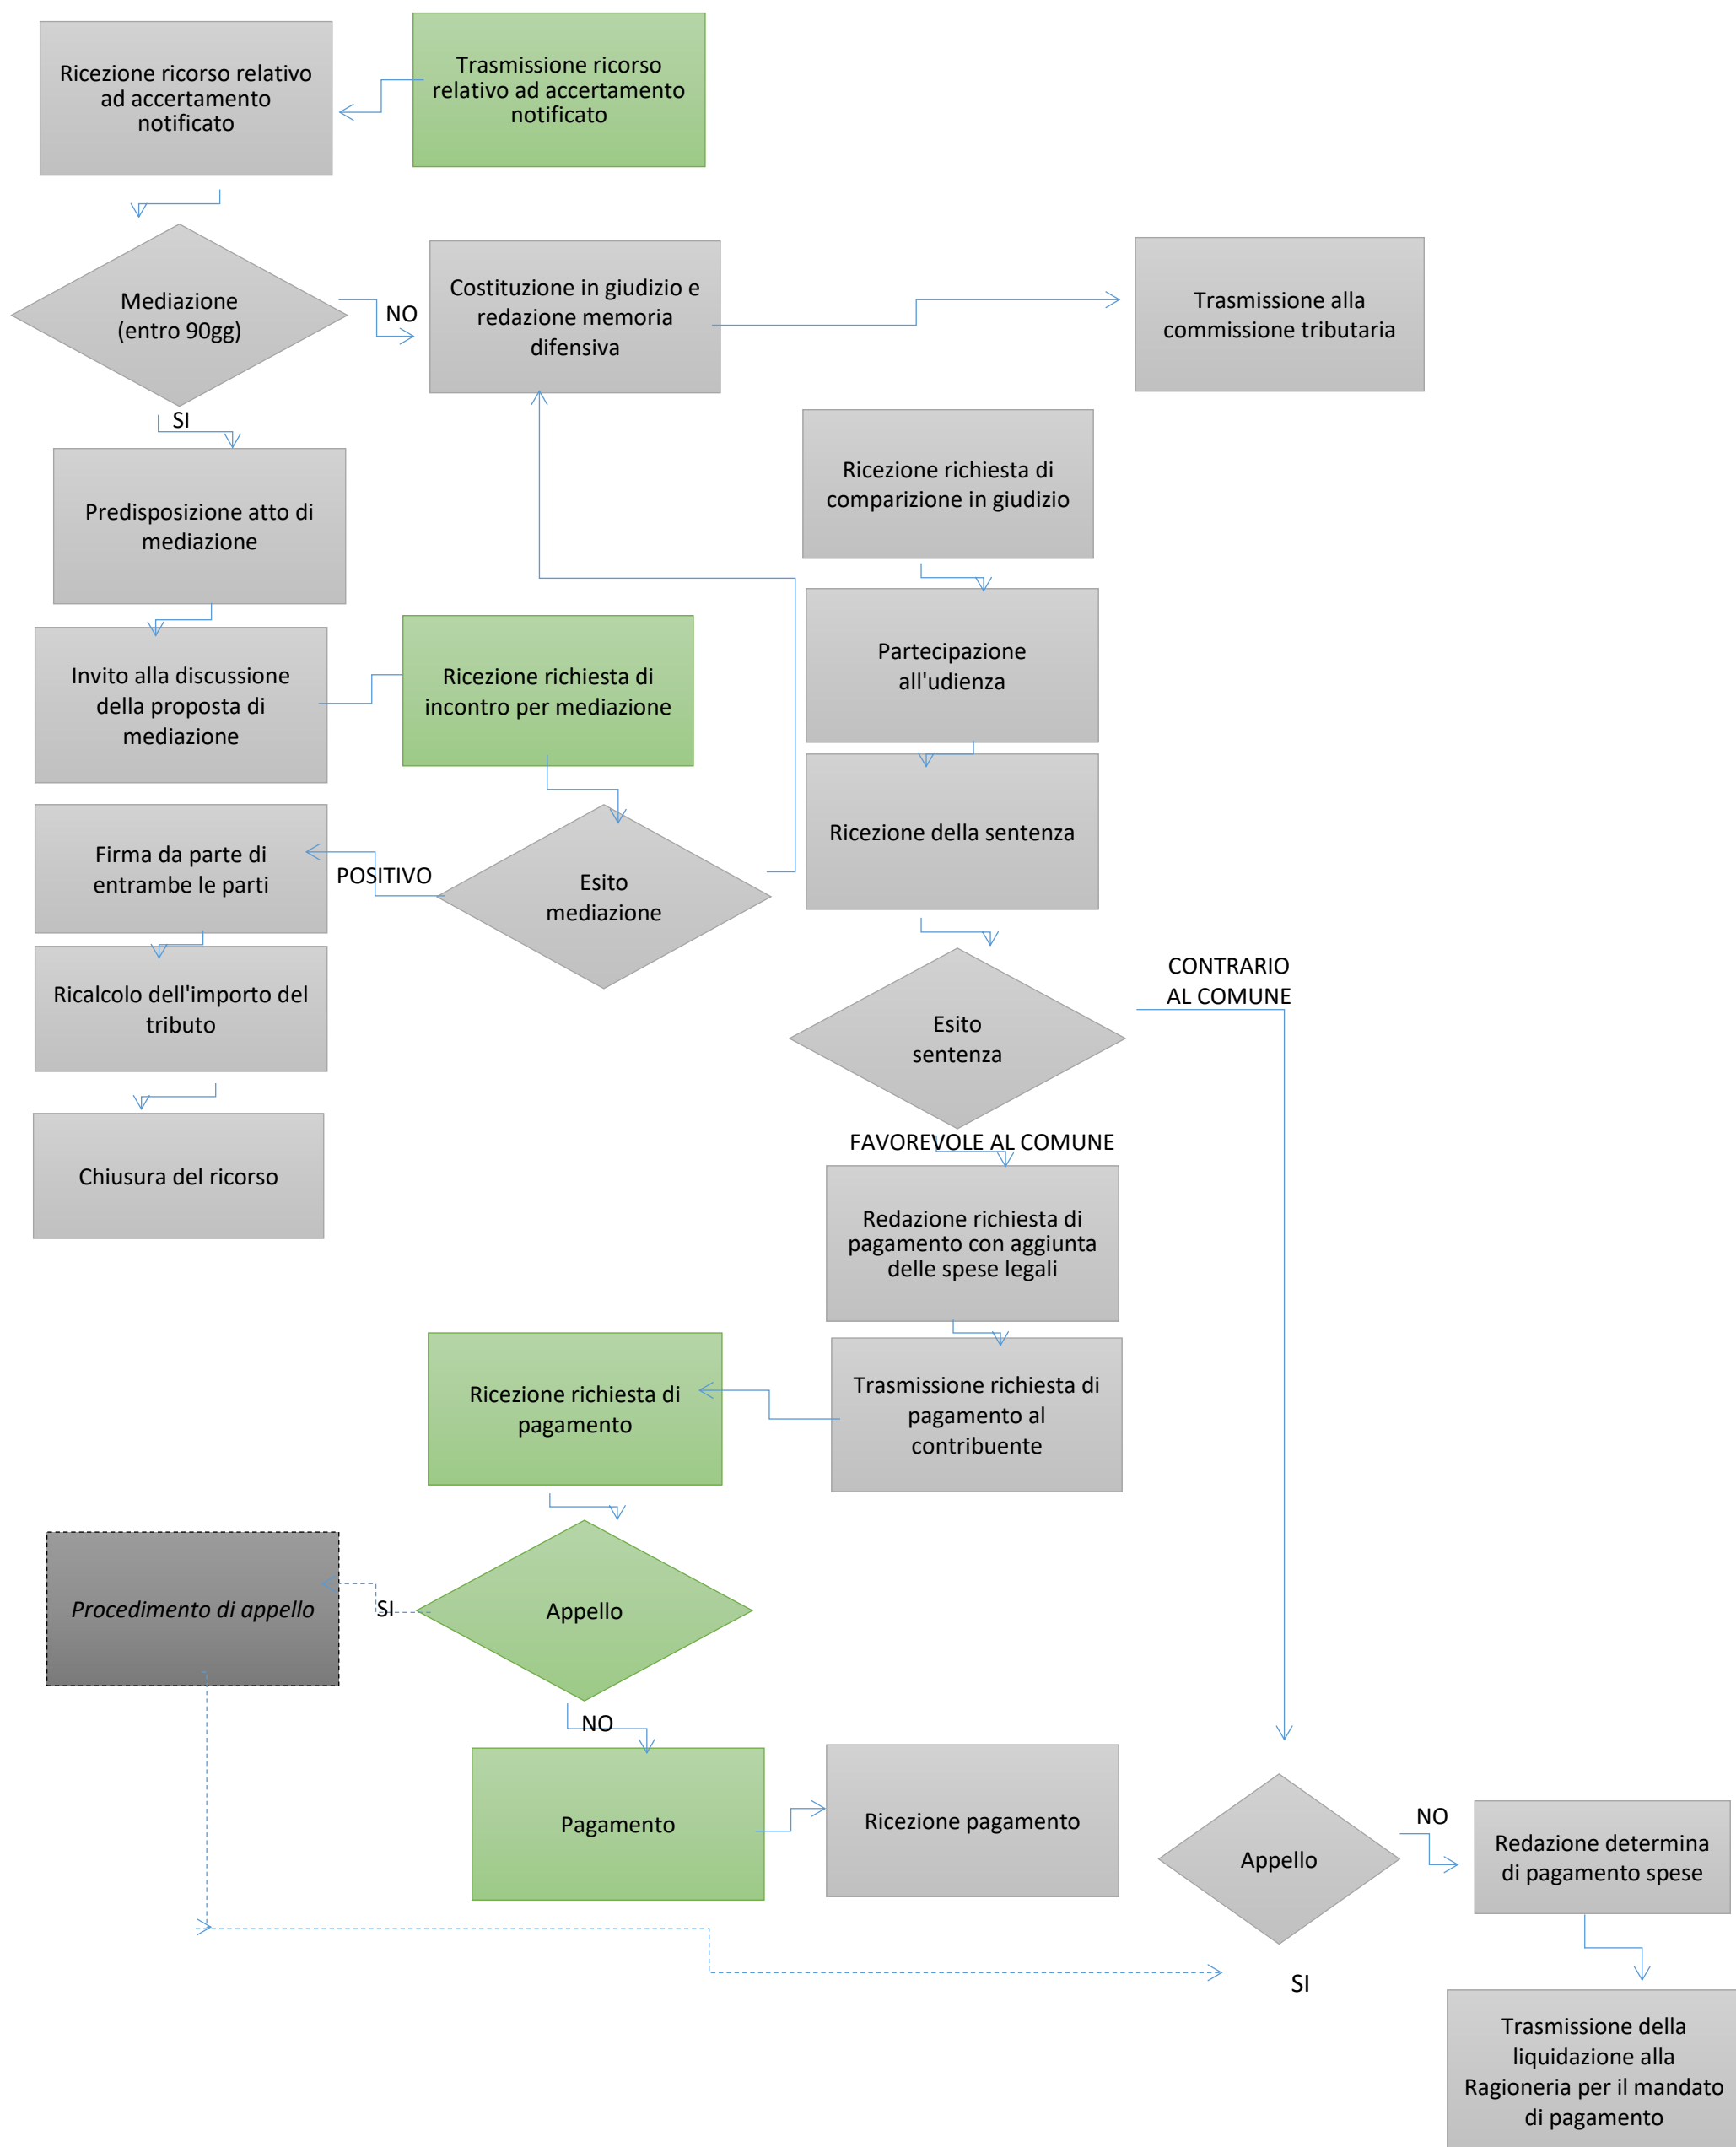 Ricezione ricorso relativo
ad accertamento
notificato
Trasmissione ricorso
relativo ad accertamento
notificato
Mediazione
(entro 90gg)
NO
Costituzione in giudizio e
redazione memoria
difensiva
Trasmissione alla
commissione tributaria
SI
Predisposizione atto di
mediazione
Ricezione richiesta di
comparizione in giudizio
Invito alla discussione
della proposta di
mediazione
Ricezione richiesta di
incontro per mediazione
Partecipazione
all'udienza
Firma da parte di
entrambe le parti
POSITIVO
Esito
mediazione
Ricezione della sentenza
Ricalcolo dell'importo del
tributo
Esito
sentenza
CONTRARIO
AL COMUNE
Chiusura del ricorso
FAVOREVOLE AL COMUNE
Redazione richiesta di
pagamento con aggiunta
delle spese legali
Ricezione richiesta di
pagamento
Trasmissione richiesta di
pagamento al
contribuente
Procedimento di appello
SI
Appello
NO
Pagamento
Ricezione pagamento
Appello
NO
Redazione determina
di pagamento spese
SI
Trasmissione della
liquidazione alla
Ragioneria per il mandato
di pagamento